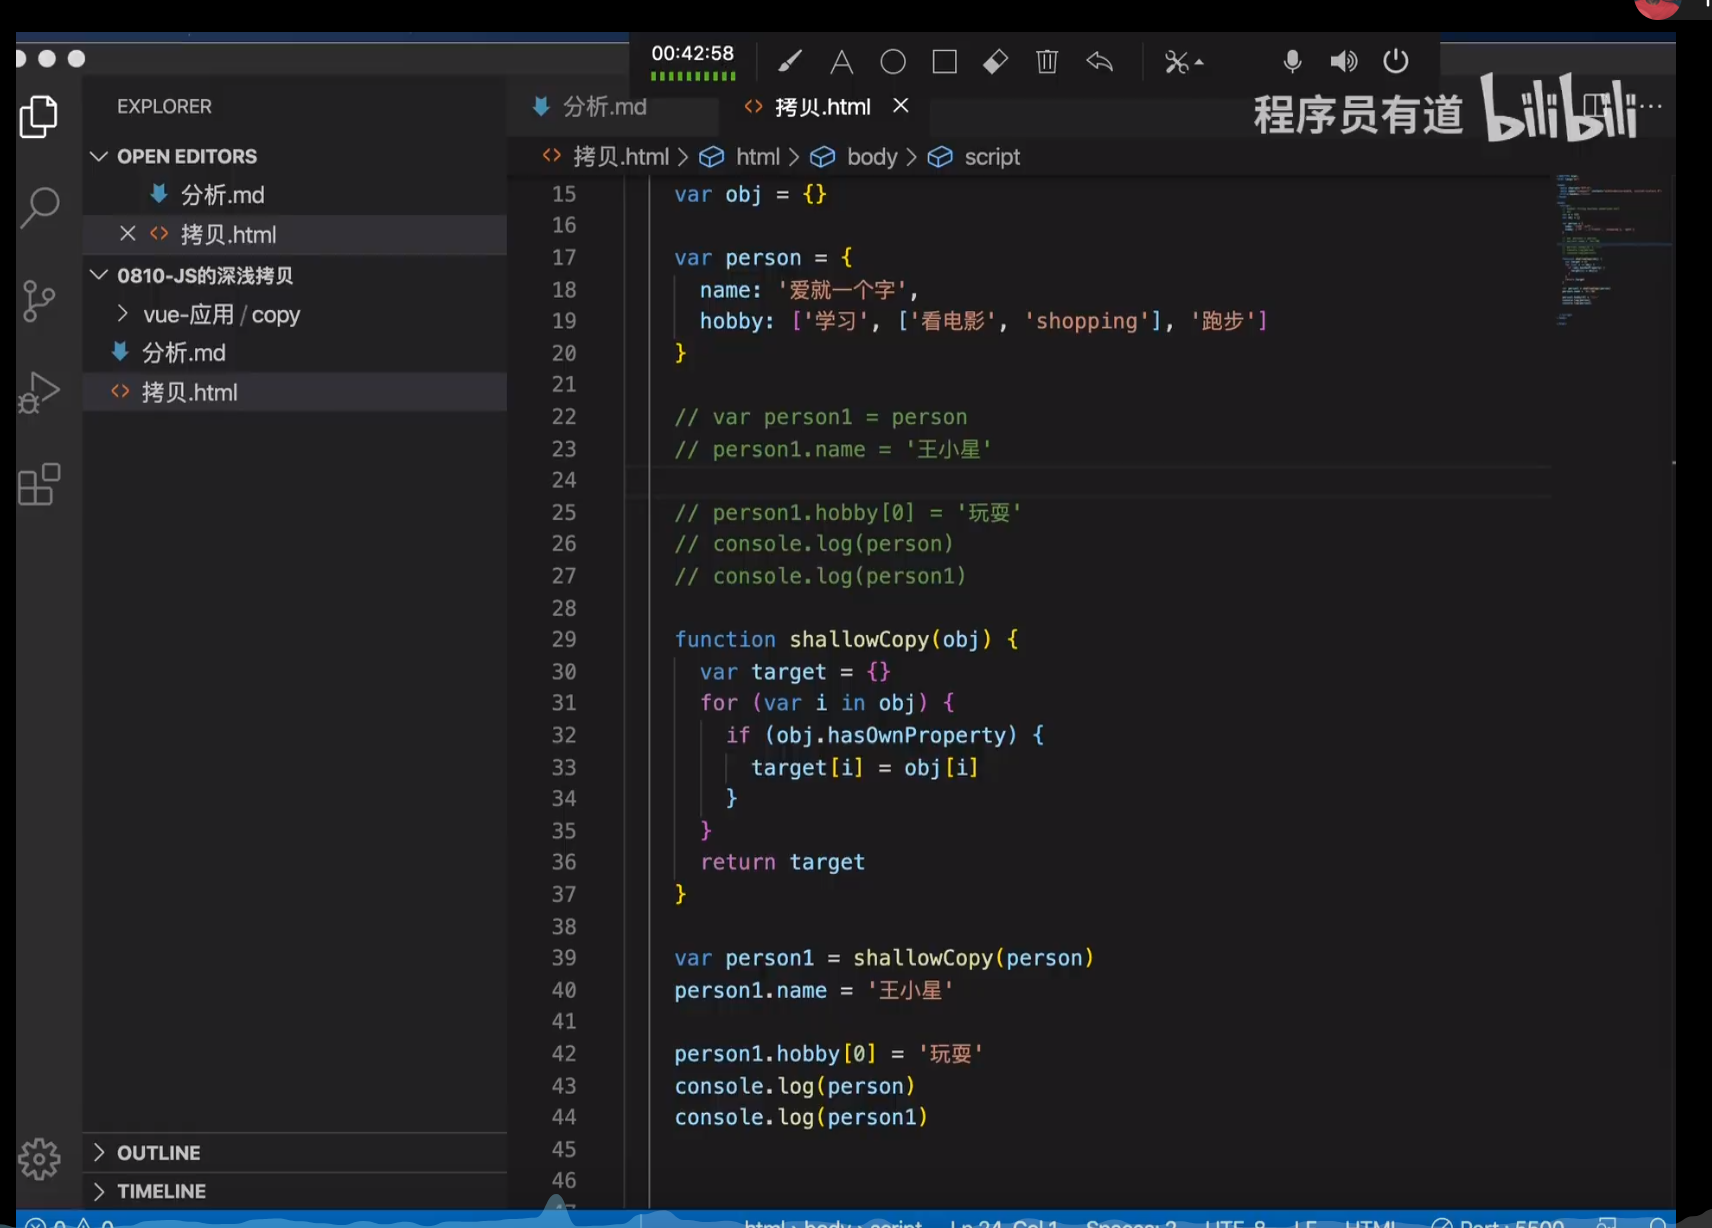 00:42:58
EXPLORER
分析.md
拷贝.html
程序员有道 bilibili
OPEN EDITORS
拷贝.html > html > body > script
分析.md
拷贝.html
0810-JS的深浅拷贝
vue-应用 / copy
分析.md
拷贝.html
15 var obj = {}
16
17 var person = {
18 name: '爱就一个字',
19 hobby: ['学习', ['看电影', 'shopping'], '跑步']
20 }
21
22 // var person1 = person
23 // person1.name = '王小星'
24
25 // person1.hobby[0] = '玩耍'
26 // console.log(person)
27 // console.log(person1)
28
29 function shallowCopy(obj) {
30 var target = {}
31 for (var i in obj) {
32 if (obj.hasOwnProperty) {
33 target[i] = obj[i]
34 }
35 }
36 return target
37 }
38
39 var person1 = shallowCopy(person)
40 person1.name = '王小星'
41
42 person1.hobby[0] = '玩耍'
43 console.log(person)
44 console.log(person1)
45
46
OUTLINE
TIMELINE
html > body > script Ln 24, Col 1 Spaces: 2 UTF-8 LF HTML Port : 5500